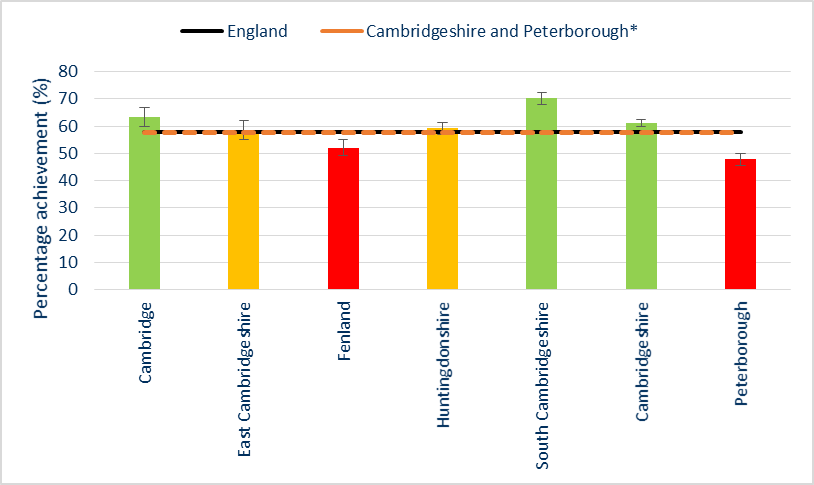 England
Cambridgeshire and Peterborough*
Percentage achievement (%)
80
70
60
50
40
30
20
10
0
Cambridge
East Cambridgeshire
Fenland
Huntingdonshire
South Cambridgeshire
Cambridgeshire
Peterborough